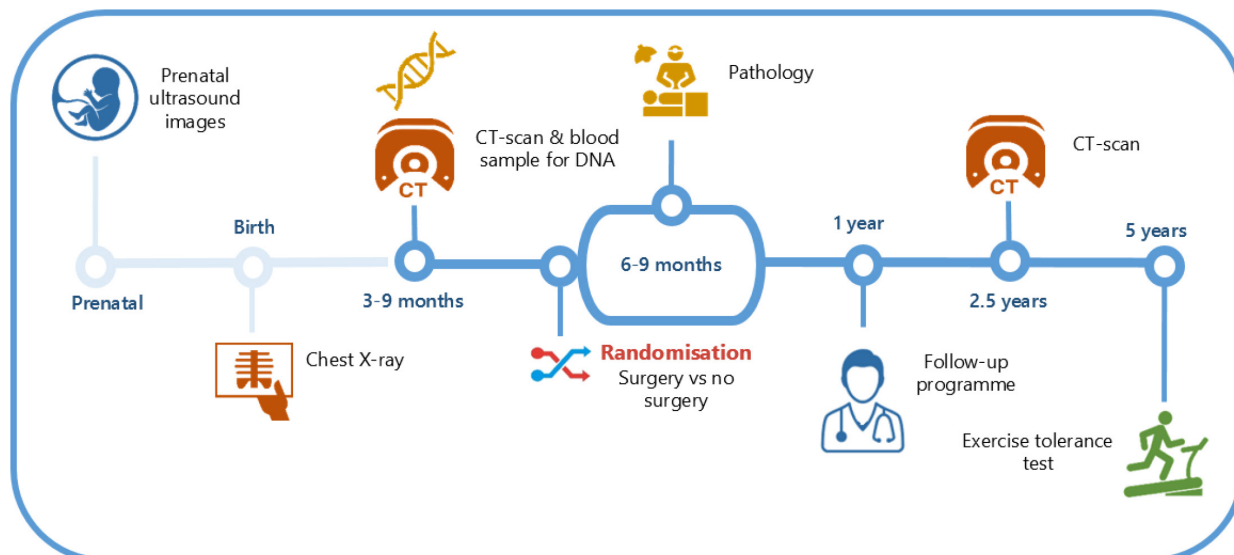 Prenatal
ultrasound
images
Prenatal
Birth
Chest X-ray
CT
CT-scan & blood
sample for DNA
3-9 months
Randomisation
Surgery vs no
surgery
Pathology
6-9 months
1 year
Follow-up
programme
CT
CT-scan
2.5 years
5 years
Exercise tolerance
test